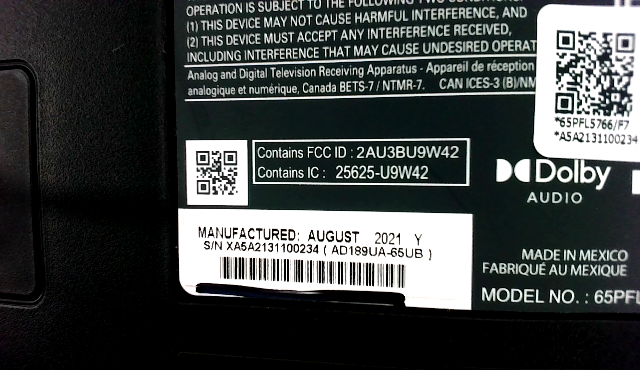 OPERATION IS SUBJECT TO THE FOLLOWING TWO CONDITIONS:
(1) THIS DEVICE MAY NOT CAUSE HARMFUL INTERFERENCE, AND
(2) THIS DEVICE MUST ACCEPT ANY INTERFERENCE RECEIVED,
INCLUDING INTERFERENCE THAT MAY CAUSE UNDESIRED OPERAT
Analog and Digital Television Receiving Apparatus - Appareil de réception
analogique et numérique, Canada BETS-7 / NTMR-7. CAN ICES-3 (B)/NM
*65PFL5766/F7
*A5A2131100234
Contains FCC ID : 2AU3BU9W42
Contains IC : 25625-U9W42
Dolby
AUDIO
MANUFACTURED: AUGUST 2021 Y
S/N XA5A2131100234 ( AD189UA-65UB )
MADE IN MEXICO
FABRIQUÉ AU MEXIQUE
MODEL NO. : 65PFL